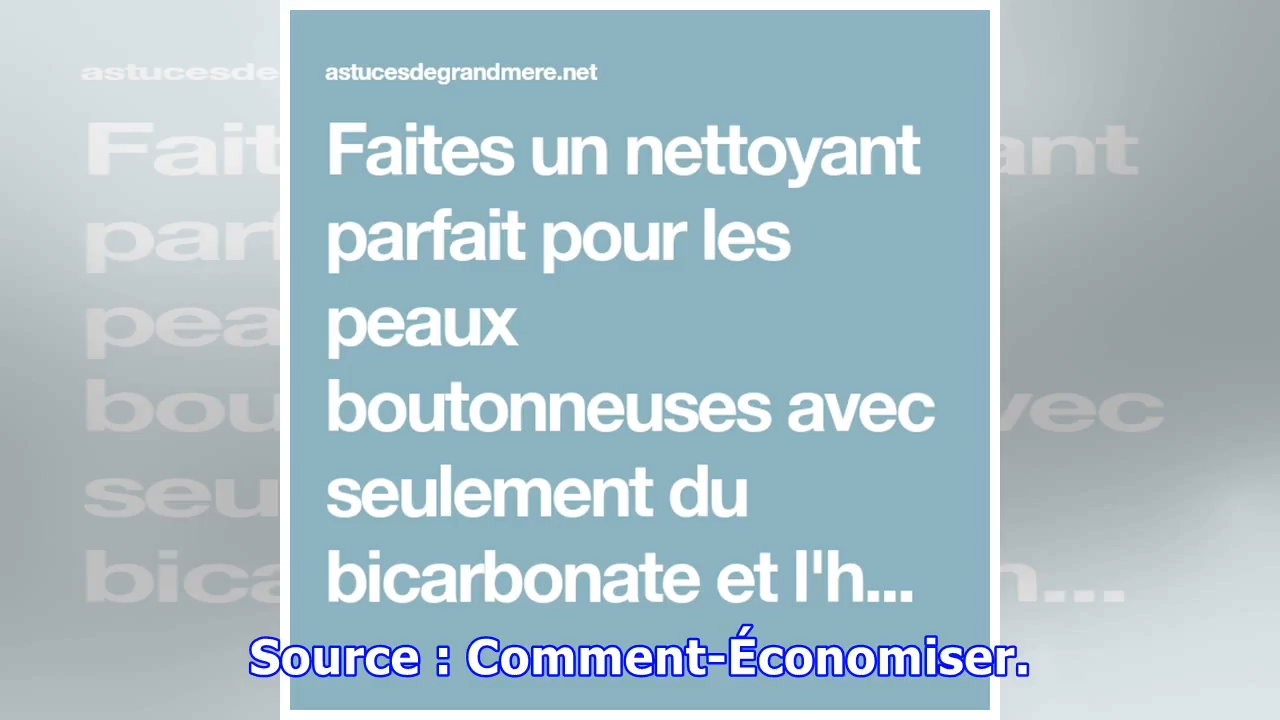 astucesdegrandmere.net
Faites un nettoyant
parfait pour les
peaux
boutonneuses avec
seulement du
bicarbonate et l'h...
Source : Comment-Économiser.